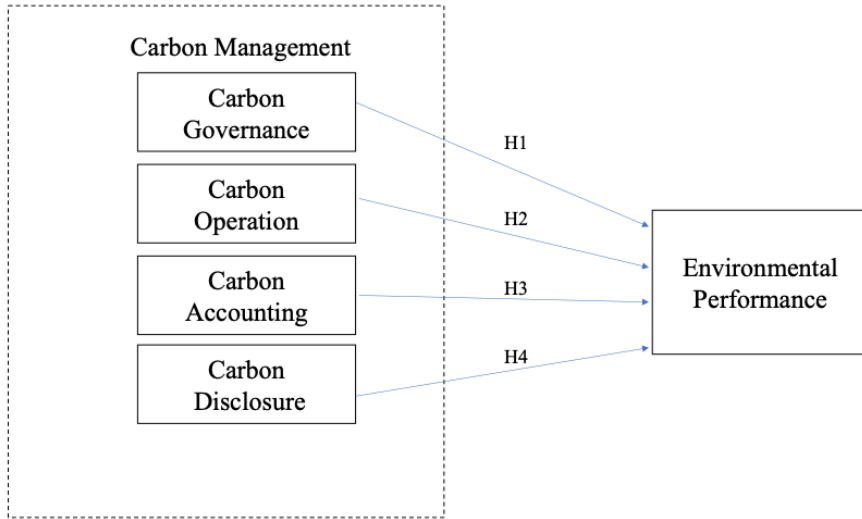 Carbon Management
Carbon
Governance
H1
Carbon
Operation
H2
Carbon
Accounting
H3
Carbon
Disclosure
H4
Environmental
Performance